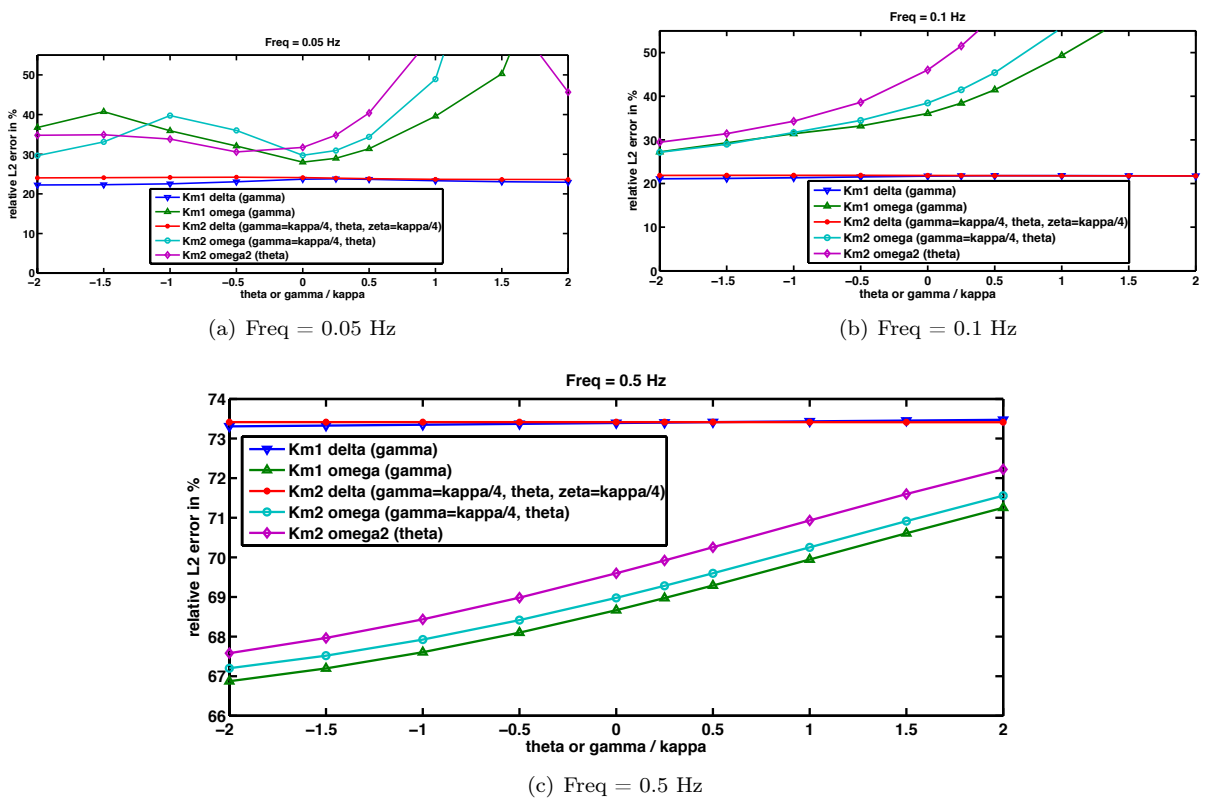 Freq = 0.05 Hz
relative L2 error in %
50
40
30
20
10
0
Km1 delta (gamma)
Km1 omega (gamma)
Km2 delta (gamma=kappa/4, theta, zeta=kappa/4)
Km2 omega (gamma=kappa/4, theta)
Km2 omega2 (theta)
−2 −1.5 −1 −0.5 0 0.5 1 1.5 2
theta or gamma / kappa
(a) Freq = 0.05 Hz
Freq = 0.1 Hz
relative L2 error in %
50
40
30
20
10
0
Km1 delta (gamma)
Km1 omega (gamma)
Km2 delta (gamma=kappa/4, theta, zeta=kappa/4)
Km2 omega (gamma=kappa/4, theta)
Km2 omega2 (theta)
−2 −1.5 −1 −0.5 0 0.5 1 1.5 2
theta or gamma / kappa
(b) Freq = 0.1 Hz
Freq = 0.5 Hz
relative L2 error in %
74
73
72
71
70
69
68
67
66
Km1 delta (gamma)
Km1 omega (gamma)
Km2 delta (gamma=kappa/4, theta, zeta=kappa/4)
Km2 omega (gamma=kappa/4, theta)
Km2 omega2 (theta)
−2 −1.5 −1 −0.5 0 0.5 1 1.5 2
theta or gamma / kappa
(c) Freq = 0.5 Hz